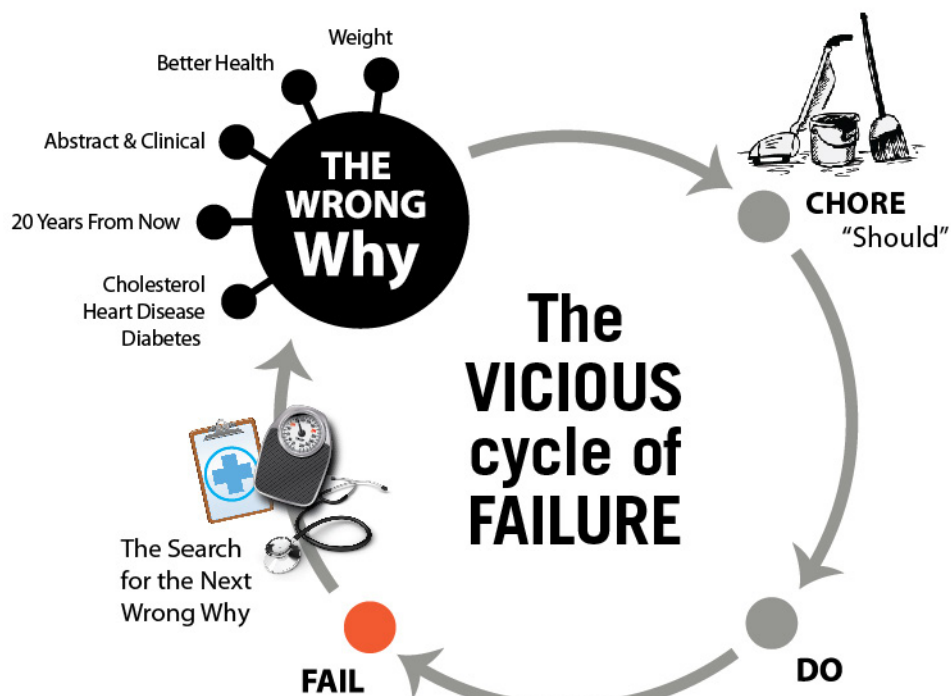 Weight
Better Health
Abstract & Clinical
20 Years From Now
Cholesterol
Heart Disease
Diabetes
THE
WRONG
Why
CHORE
"Should"
The
VICIOUS
cycle of
FAILURE
The Search
for the Next
Wrong Why
FAIL
DO